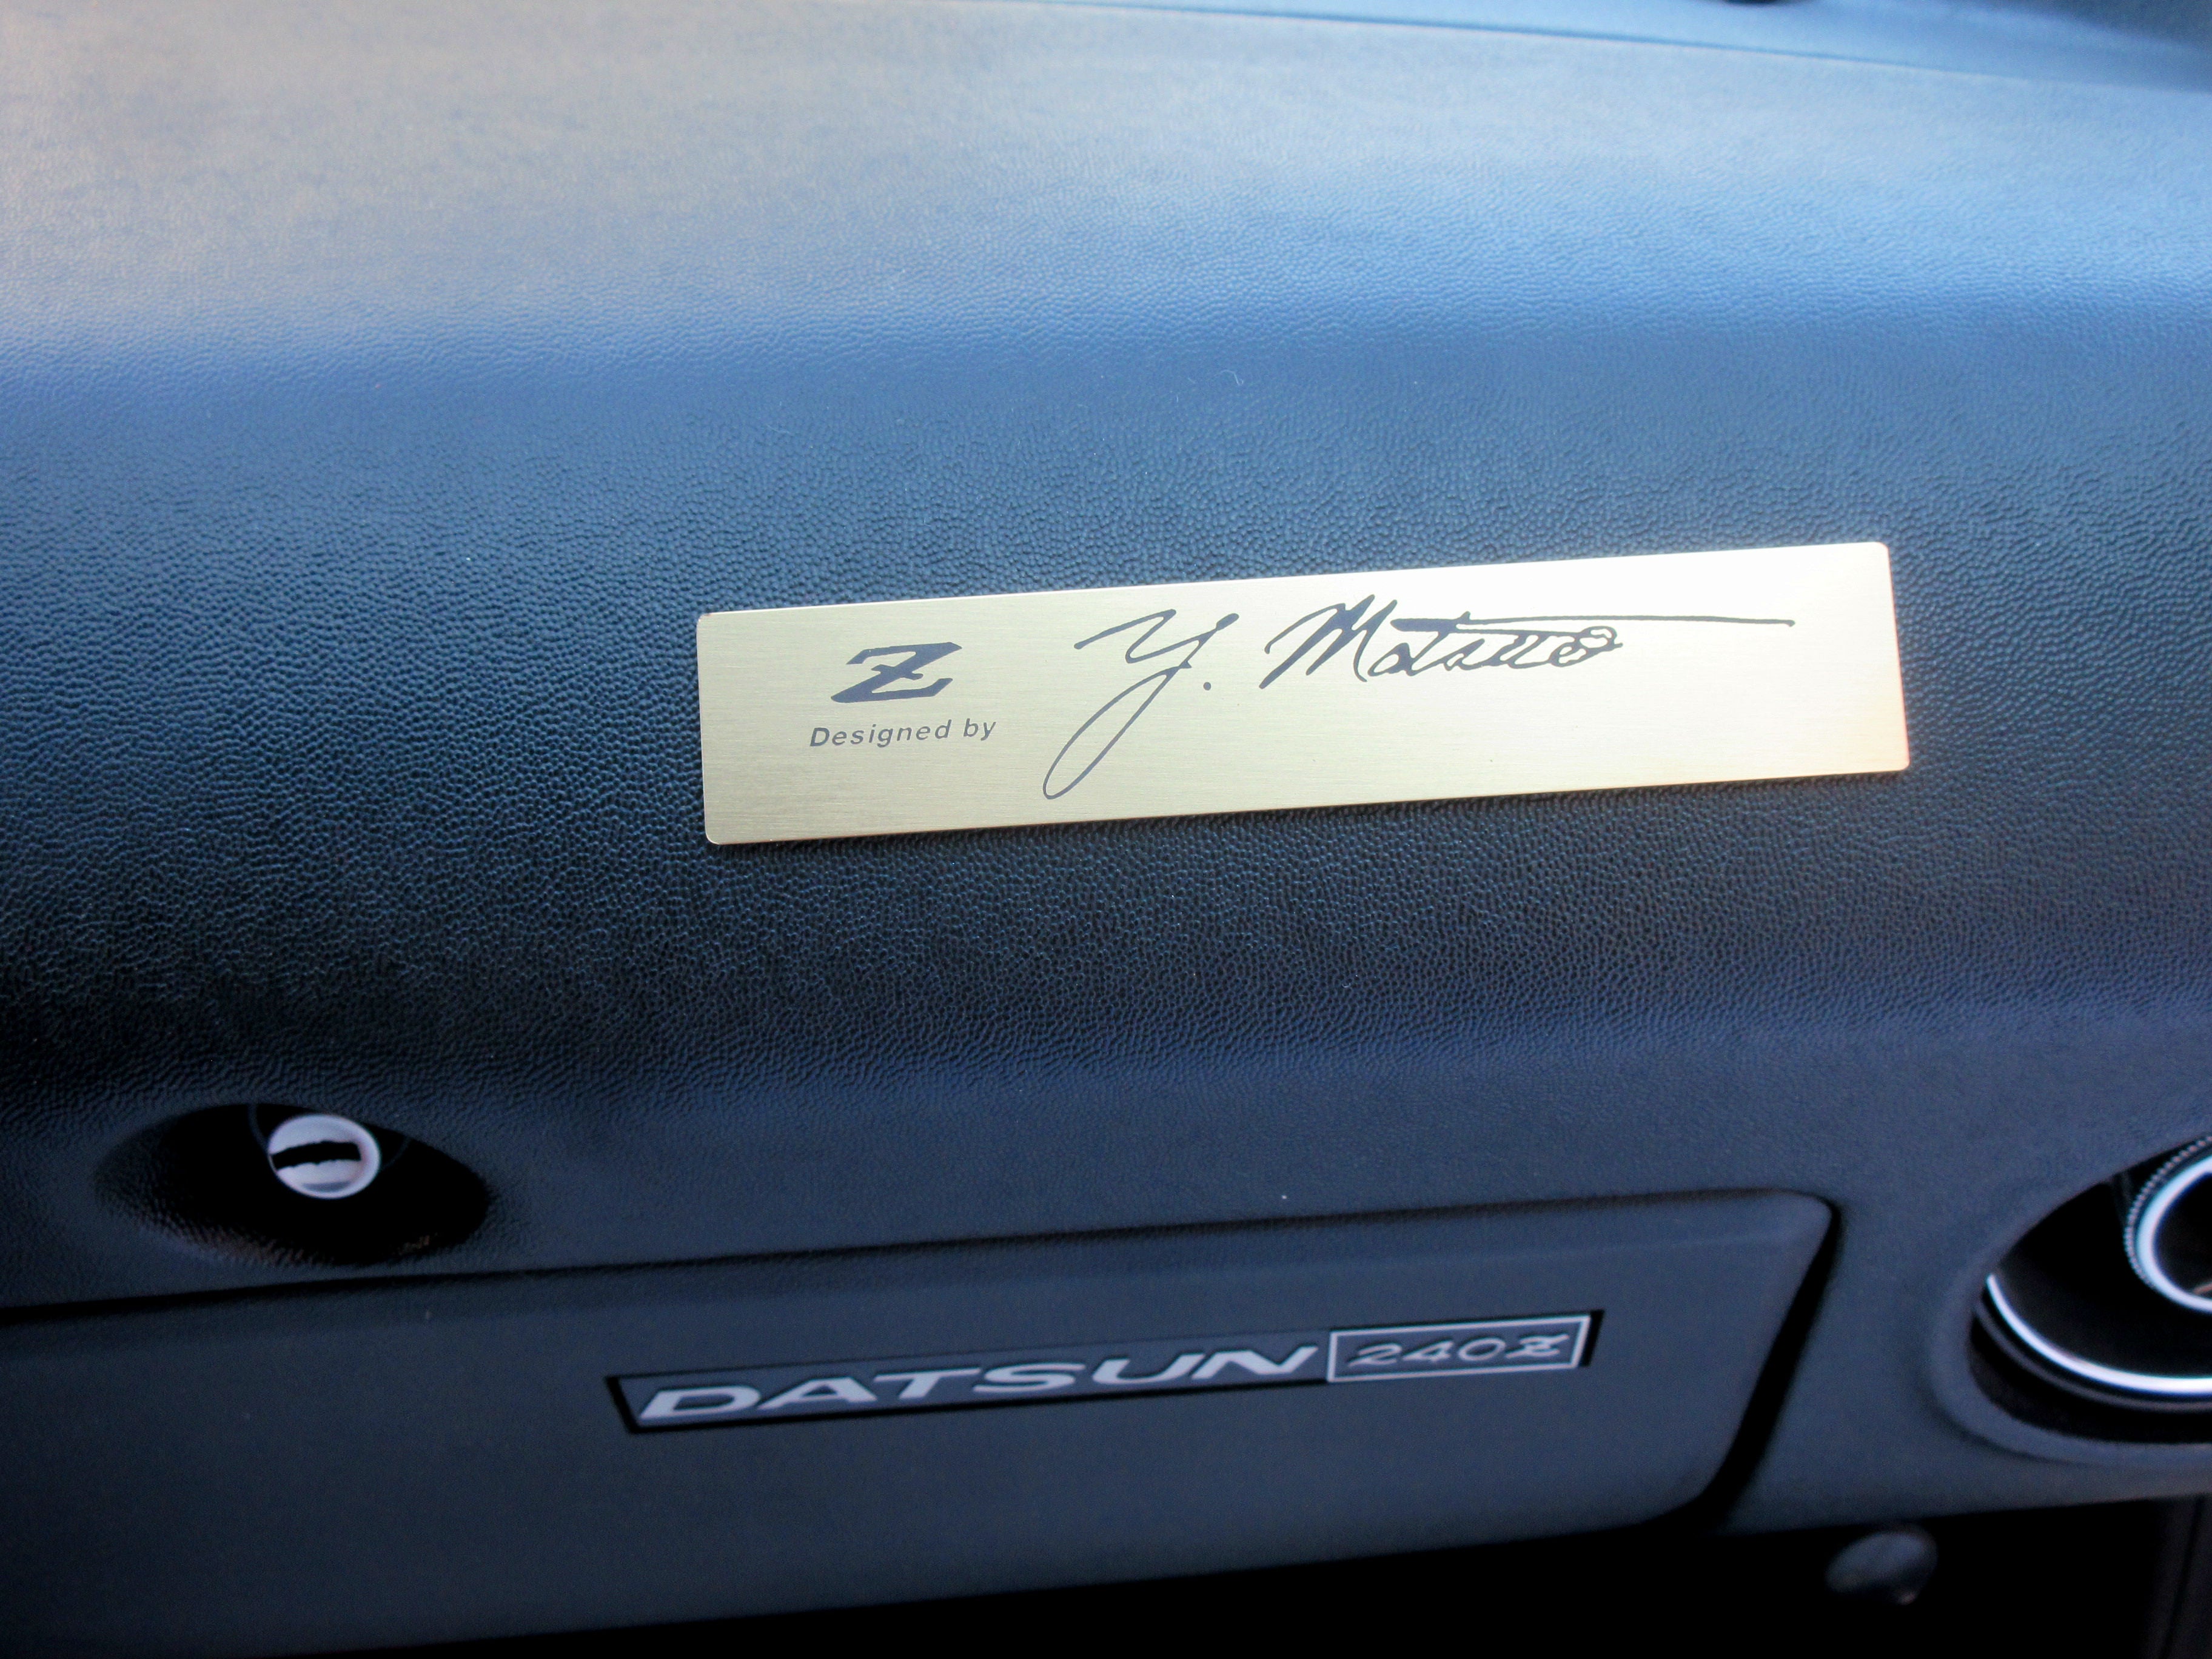 Z
Designed by
Y. Matsuo
DATSUN 240Z